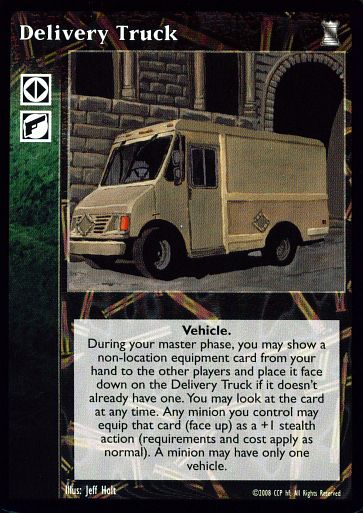 Delivery Truck
Vehicle.
During your master phase, you may show a
non-location equipment card from your
hand to the other players and place it face
down on the Delivery Truck if it doesn't
already have one. You may look at the card
at any time. Any minion you control may
equip that card (face up) as a +1 stealth
action (requirements and cost apply as
normal). A minion may have only one
vehicle.
Illus: Jeff Holt
©2008 CCP hf. All Rights Reserved